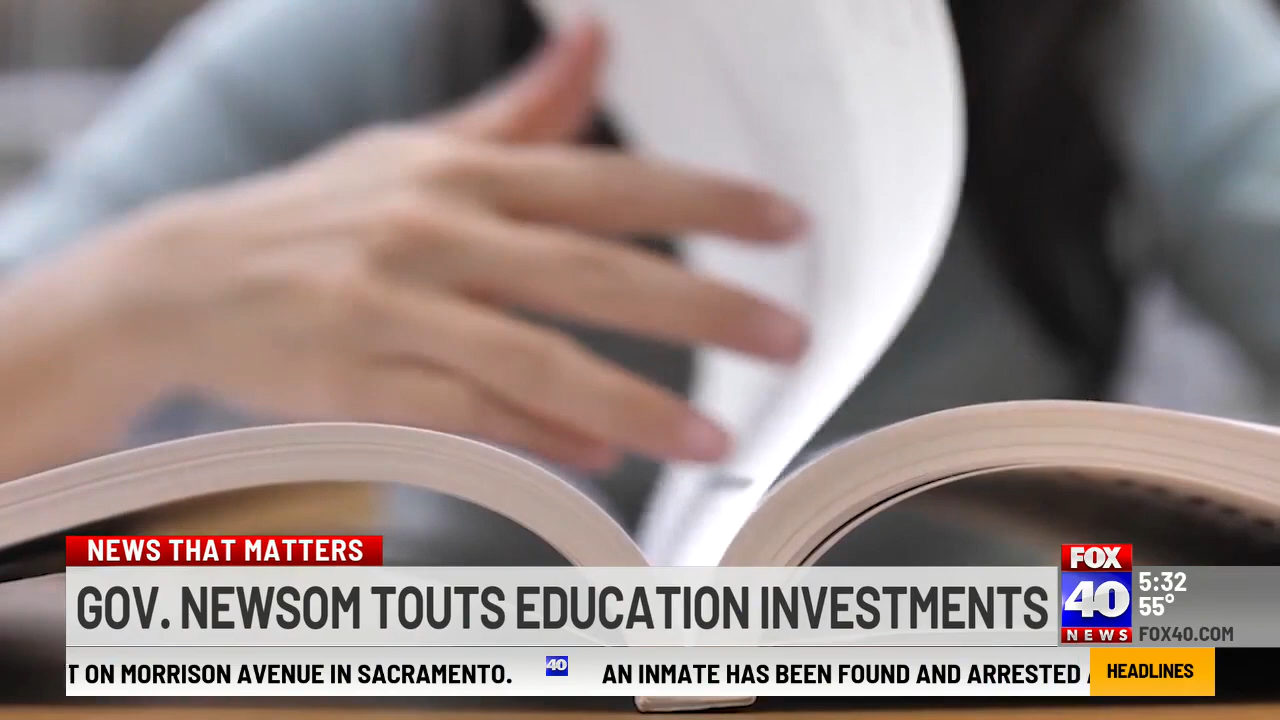 NEWS THAT MATTERS
GOV. NEWSOM TOUTS EDUCATION INVESTMENTS
FOX
40
NEWS
5:32
55°
FOX40.COM
T ON MORRISON AVENUE IN SACRAMENTO. 40 AN INMATE HAS BEEN FOUND AND ARRESTED
HEADLINES